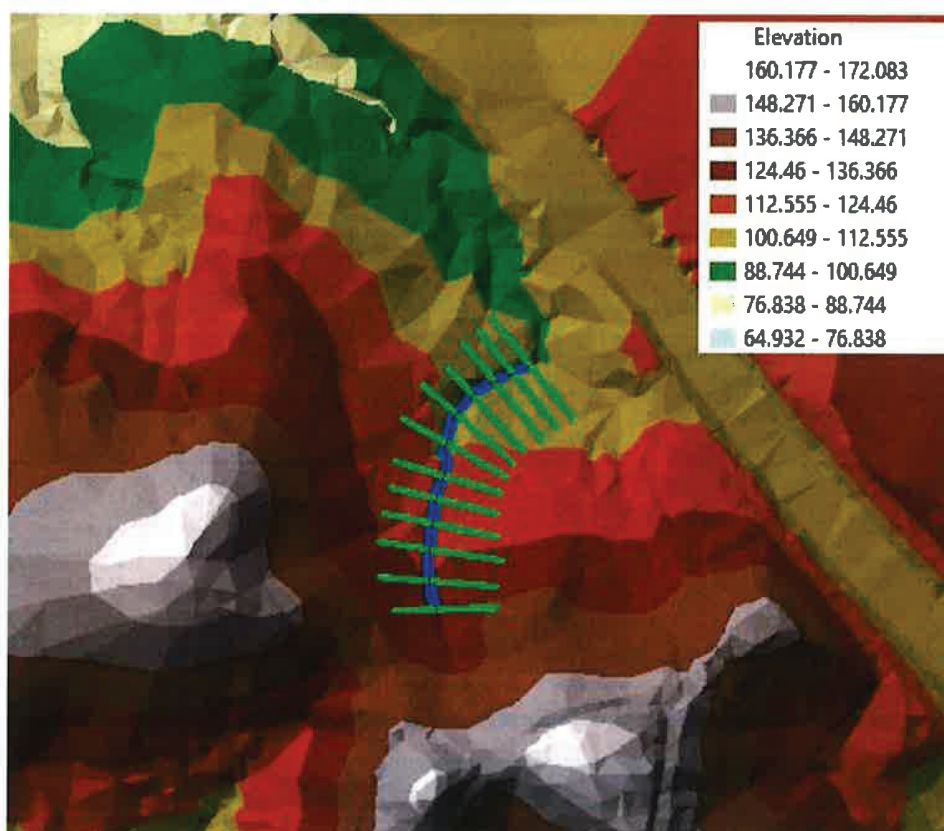 Elevation
160.177 - 172.083
148.271 - 160.177
136.366 - 148.271
124.46 - 136.366
112.555 - 124.46
100.649 - 112.555
88.744 - 100.649
76.838 - 88.744
64.932 - 76.838